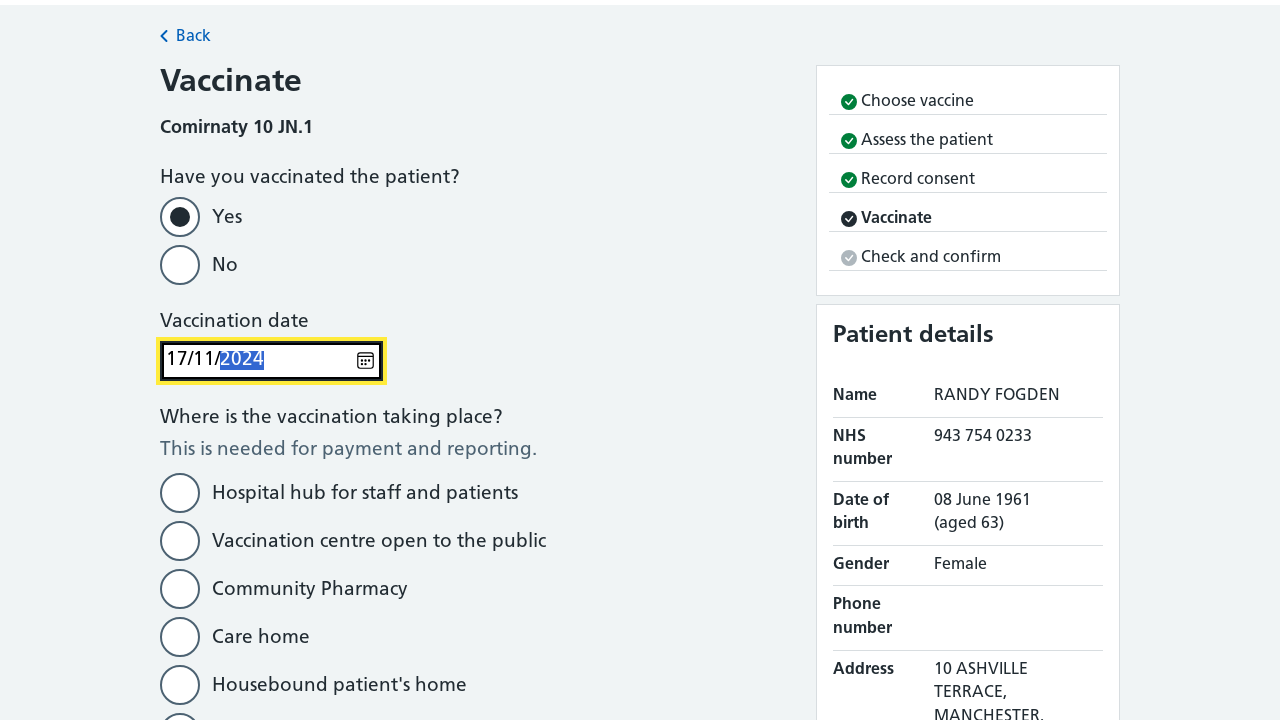 Back
Vaccinate
Comirnaty 10 JN.1
Have you vaccinated the patient?
Yes
No
Vaccination date
17/11/2024
Where is the vaccination taking place?
This is needed for payment and reporting.
Hospital hub for staff and patients
Vaccination centre open to the public
Community Pharmacy
Care home
Housebound patient's home
Choose vaccine
Assess the patient
Record consent
Vaccinate
Check and confirm
Patient details
Name RANDY FOGDEN
NHS number 943 754 0233
Date of birth 08 June 1961 (aged 63)
Gender Female
Phone number
Address 10 ASHVILLE
TERRACE,
MANCHESTER,